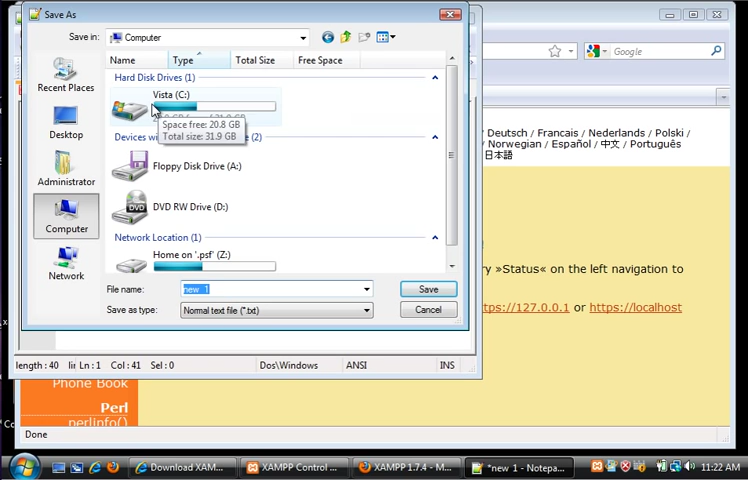 Save As
Save in: Computer
Name Type Total Size Free Space
Hard Disk Drives (1)
Vista (C:)
Space free: 20.8 GB
Total size: 31.9 GB
Devices (2)
Floppy Disk Drive (A:)
DVD RW Drive (D:)
DVD
Network Location (1)
Home on '.psf' (Z:)
Recent Places
Desktop
Administrator
Computer
Network
File name: new 1 Save
Save as type: Normal text file (*.txt) Cancel
length : 40 Ln : 1 Col : 41 Sel : 0 Dos\Windows ANSI INS
Google
/ Deutsch / Francais / Nederlands / Polski /
/ Norwegian / Español / 中文 / Português
日本語
»Status« on the left navigation to
127.0.0.1 or https://localhost
Phone Book
Perl
perlinfo()
Done
Download XAM...
XAMPP Control ...
XAMPP 1.7.4 - M...
*new 1 - Notepa...
11:22 AM